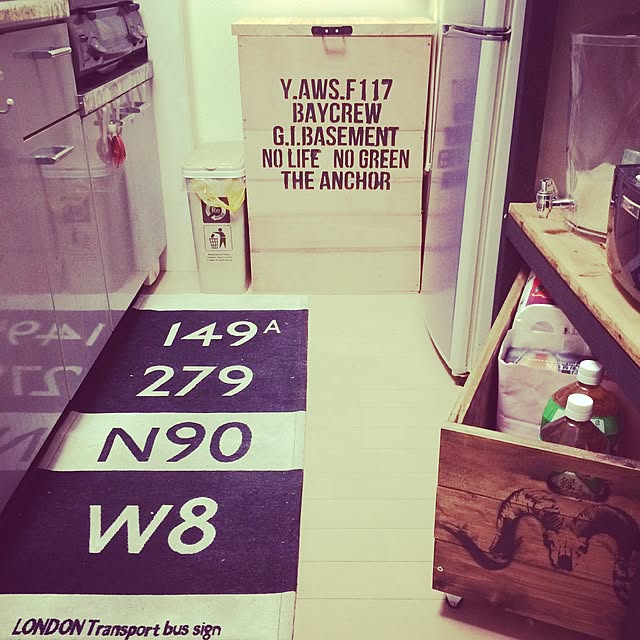 Y.AWS.F117
BAYCREW
G.I.BASEMENT
NO LIFE NO GREEN
THE ANCHOR
149A
279
N90
W8
LONDON Transport bus sign